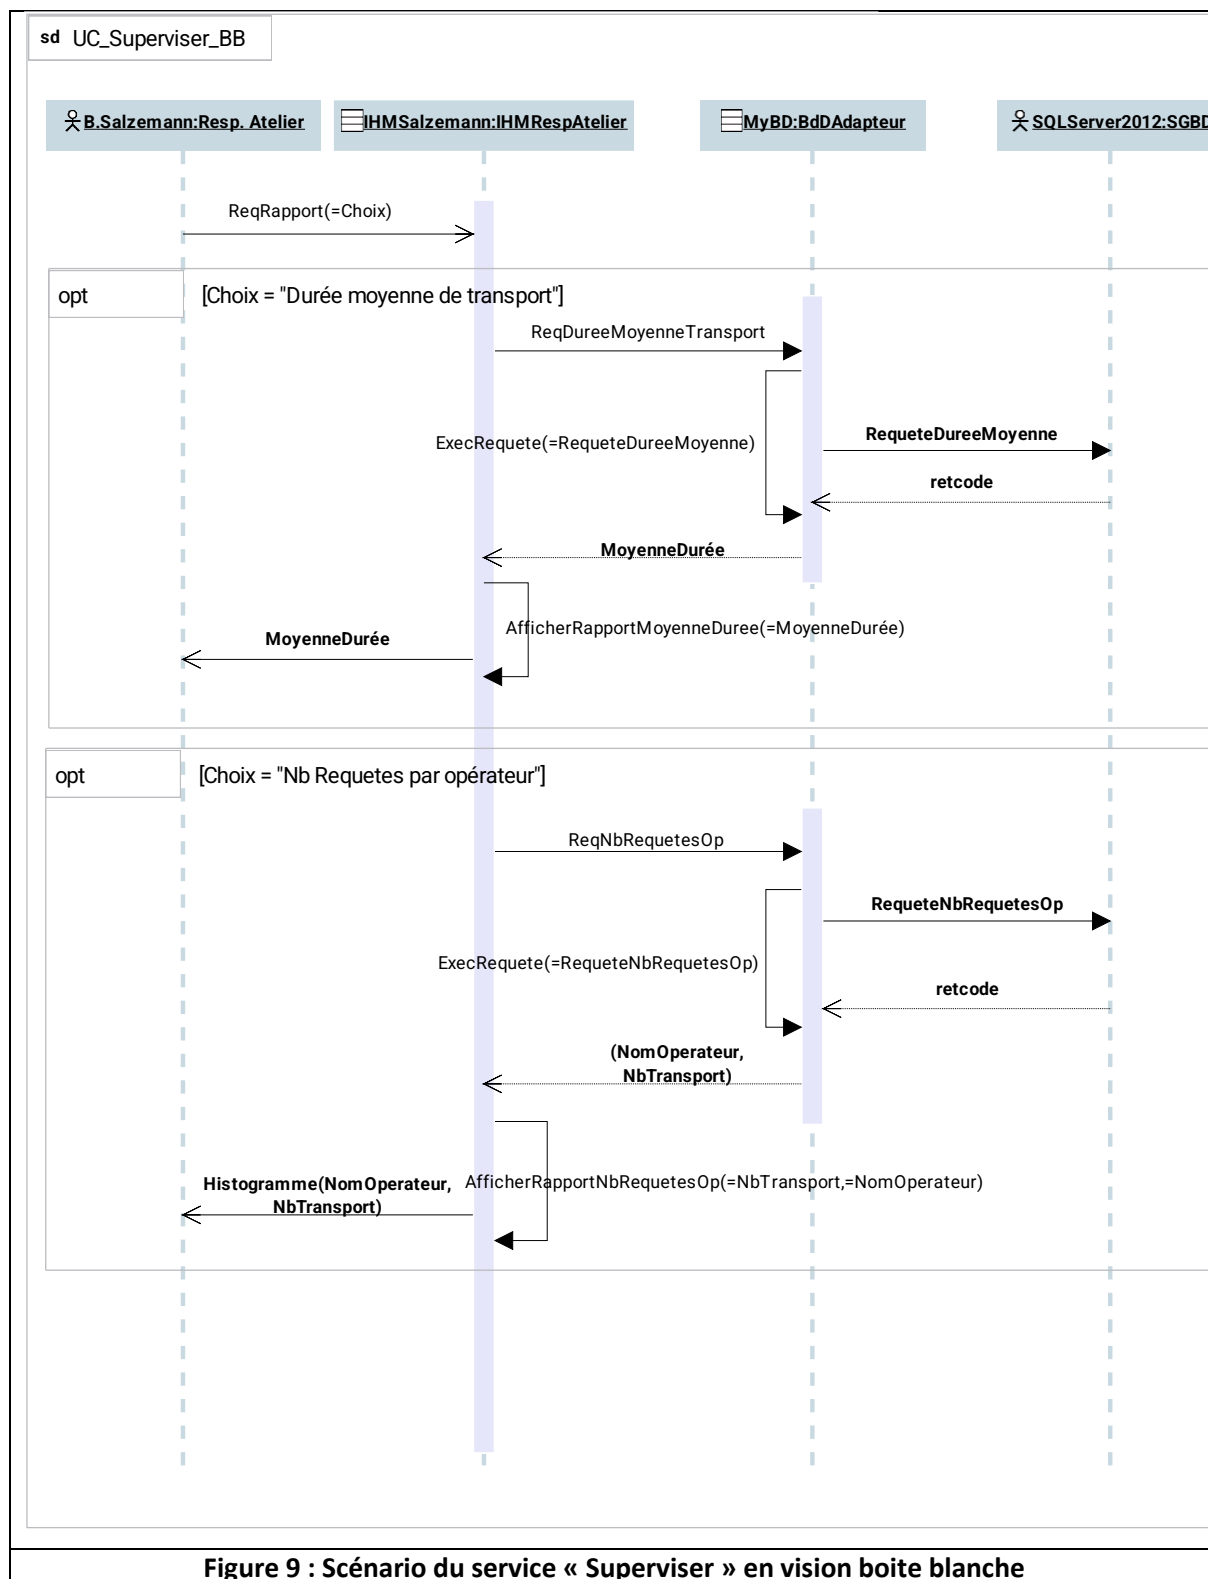 sd UC_Superviser_BB
B.Salzemann:Resp. Atelier
IHMSalzemann:IHMRespAtelier
MyBD:BdDAdapteur
SQLServer2012:SGBD
ReqRapport(=Choix)
opt
[Choix = "Durée moyenne de transport"]
ReqDureeMoyenneTransport
ExecRequete(=RequeteDureeMoyenne)
RequeteDureeMoyenne
retcode
MoyenneDurée
AfficherRapportMoyenneDuree(=MoyenneDurée)
MoyenneDurée
opt
[Choix = "Nb Requetes par opérateur"]
ReqNbRequetesOp
RequeteNbRequetesOp
ExecRequete(=RequeteNbRequetesOp)
retcode
(NomOperateur,
NbTransport)
Histogramme(NomOperateur,
NbTransport)
AfficherRapportNbRequetesOp(=NbTransport,=NomOperateur)
Figure 9 : Scénario du service « Superviser » en vision boite blanche